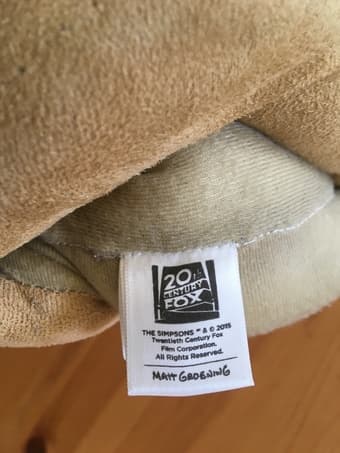 20th
CENTURY
FOX
THE SIMPSONS ™ & © 2015
Twentieth Century Fox
Film Corporation.
All Rights Reserved.
MATT GROENING